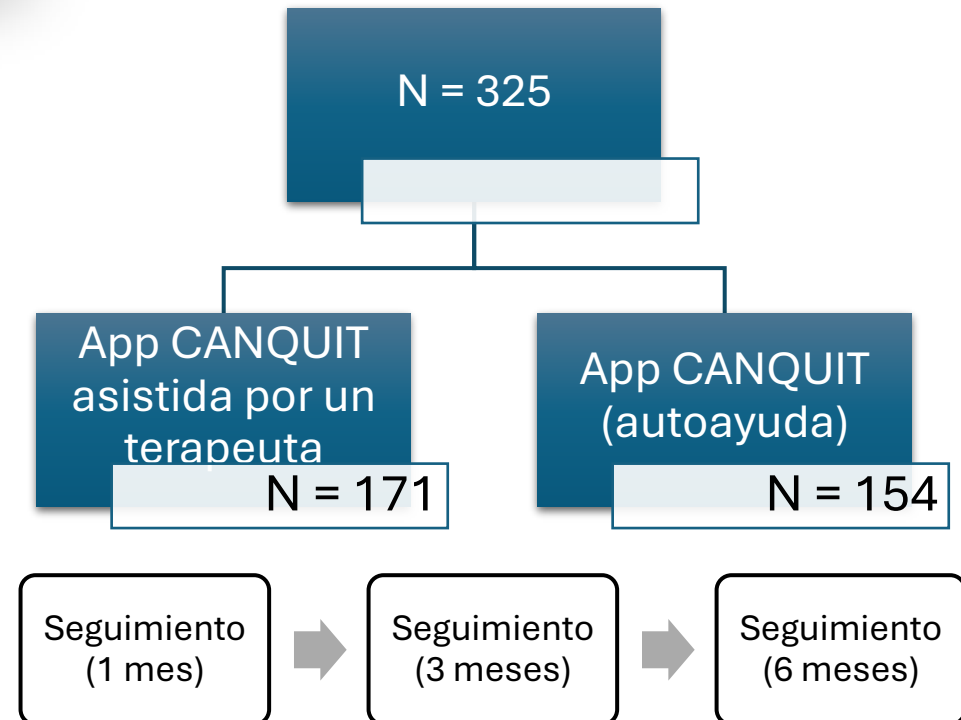 N = 325
App CANQUIT
asistida por un
terapeuta
N = 171
App CANQUIT
(autoayuda)
N = 154
Seguimiento
(1 mes)
Seguimiento
(3 meses)
Seguimiento
(6 meses)